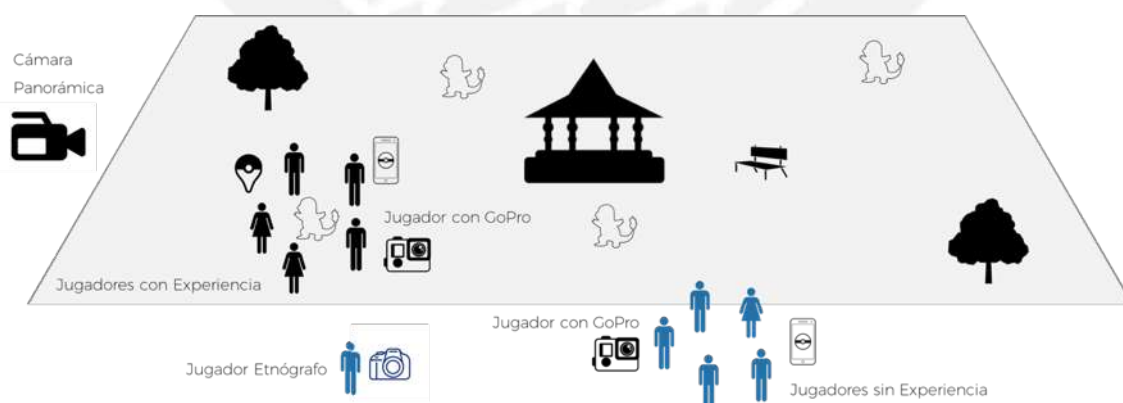 Cámara
Panorámica
Jugador con GoPro
Jugadores con Experiencia
Jugador con GoPro
Jugador Etnógrafo
Jugadores sin Experiencia